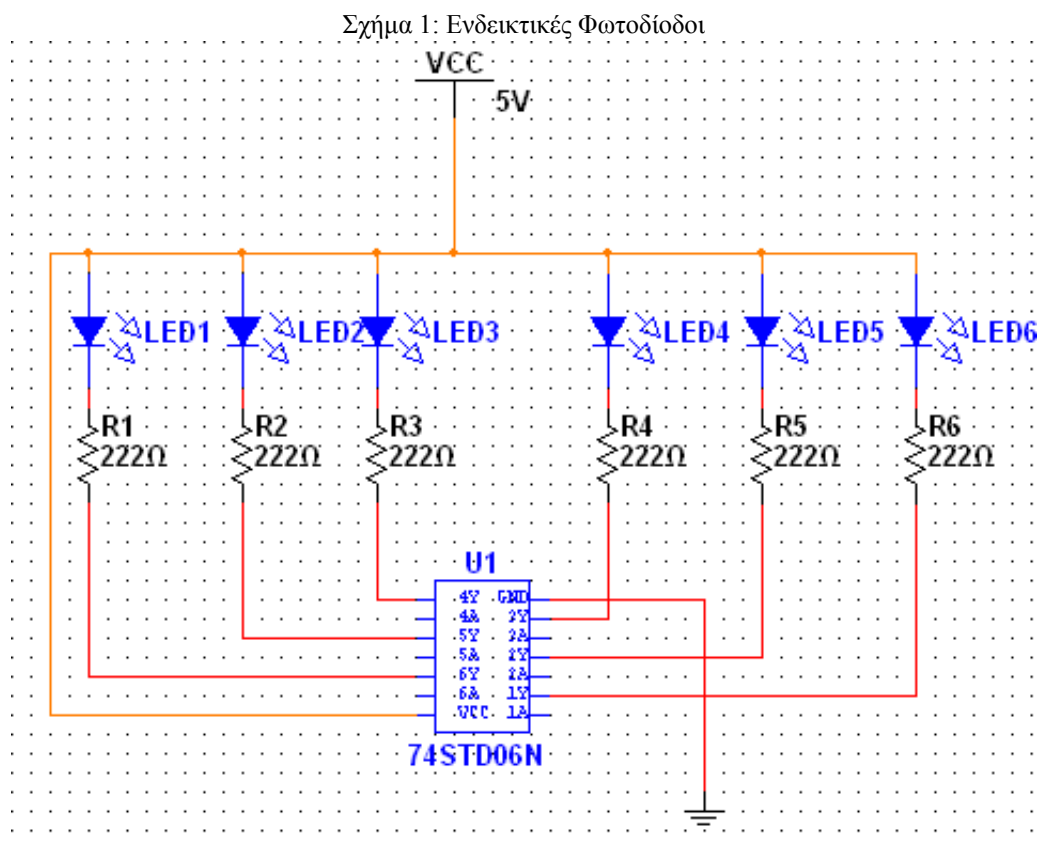 Σχήμα 1: Ενδεικτικές Φωτοδίοδοι
VCC
5V
LED1 LED2 LED3 LED4 LED5 LED6
R1 R2 R3 R4 R5 R6
222Ω 222Ω 222Ω 222Ω 222Ω 222Ω
U1
4Y GND
4A 3Y
5Y 3A
5A 2Y
6Y 2A
6A 1Y
VCC 1A
74STD06N